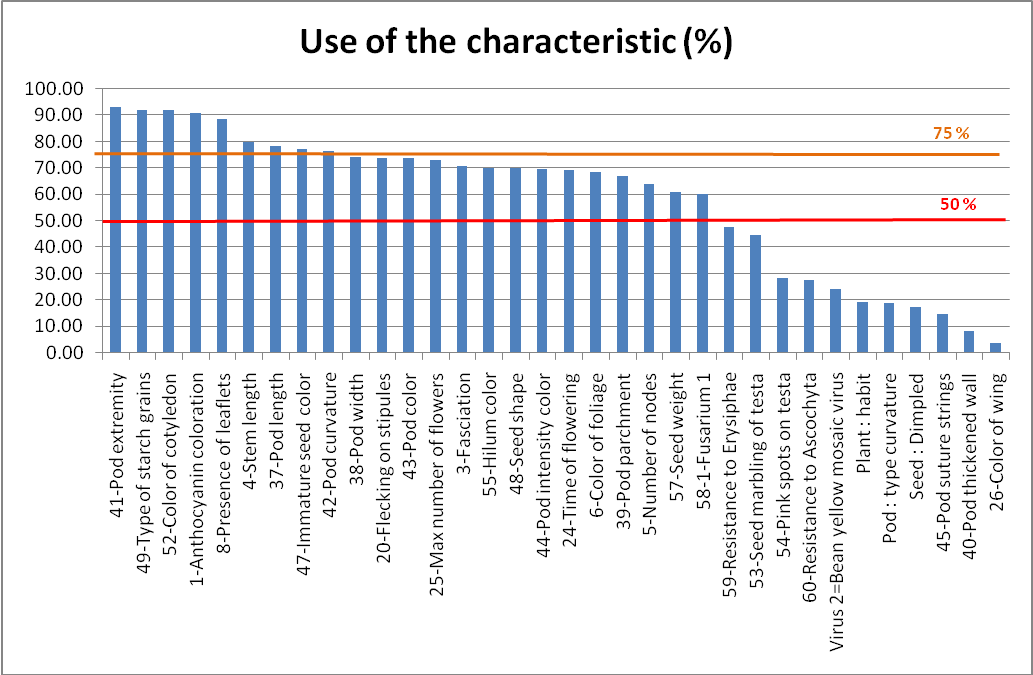 Use of the characteristic (%)
100.00
90.00
80.00
70.00
60.00
50.00
40.00
30.00
20.00
10.00
0.00
75 %
50 %
41-Pod extremity
49-Type of starch grains
52-Color of cotyledon
1-Anthocyanin coloration
8-Presence of leaflets
4-Stem length
37-Pod length
47-Immature seed color
42-Pod curvature
38-Pod width
20-Flecking on stipules
43-Pod color
25-Max number of flowers
3-Fasciation
55-Hilum color
48-Seed shape
44-Pod intensity color
24-Time of flowering
6-Color of foliage
39-Pod parchment
5-Number of nodes
57-Seed weight
58-1-Fusarium 1
59-Resistance to Erysiphae
53-Seed marbling of testa
54-Pink spots on testa
60-Resistance to Ascochyta
Virus 2=Bean yellow mosaic virus
Plant : habit
Pod : type curvature
Seed : Dimpled
45-Pod suture strings
40-Pod thickened wall
26-Color of wing